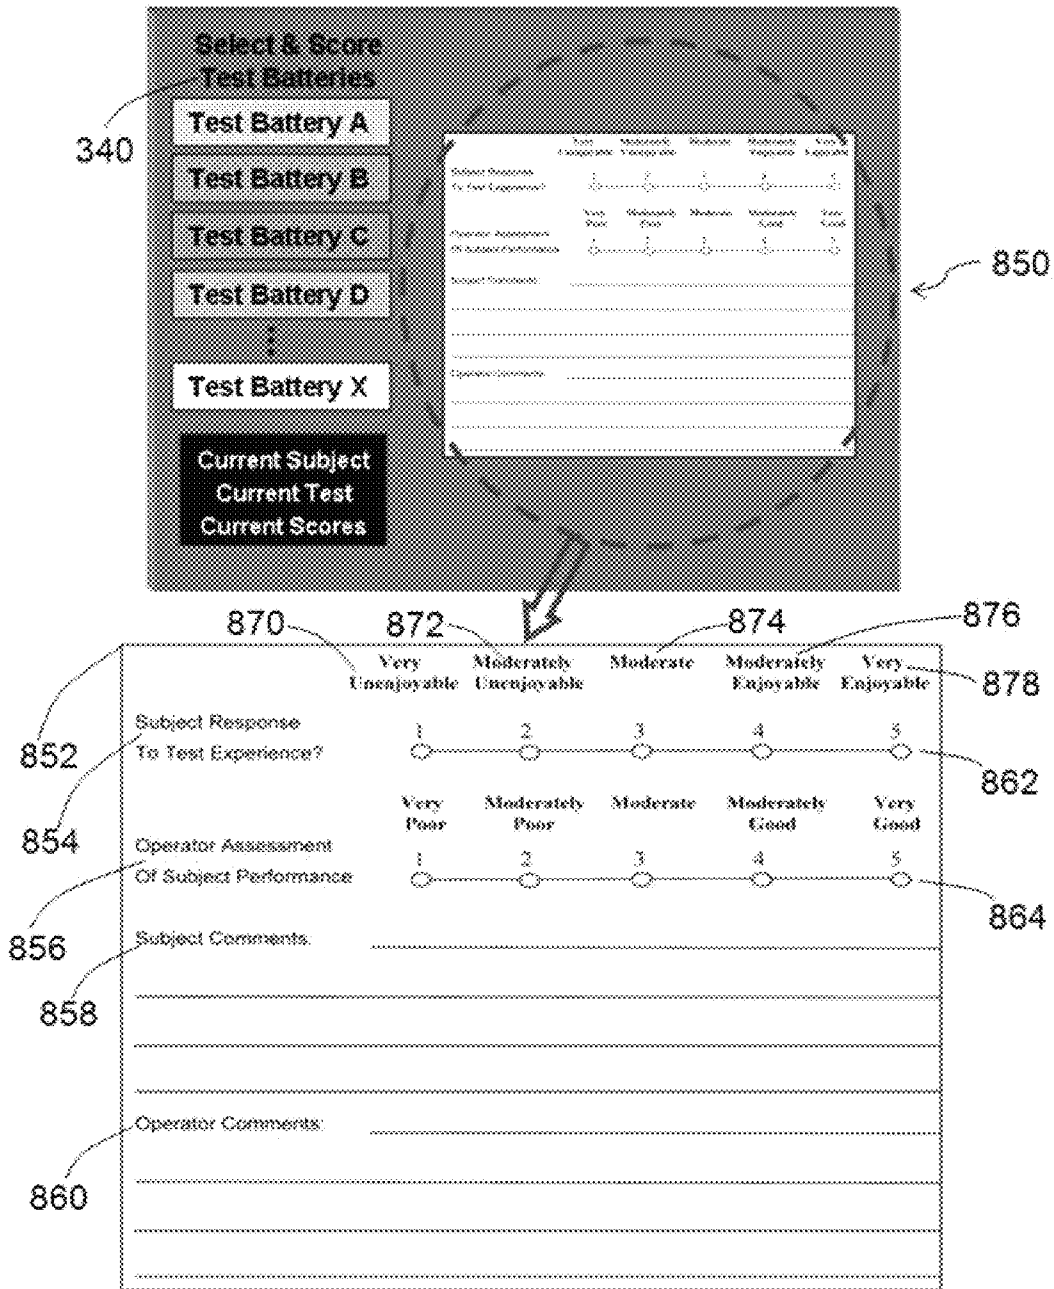 Select & Score
Test Batteries
340
Test Battery A
Test Battery B
Test Battery C
Test Battery D
Test Battery X
Current Subject
Current Test
Current Scores
850
870 872 874 876
Very Moderately Moderate Moderately Very
Unenjoyable Unenjoyable Enjoyable Enjoyable
878
852
Subject Response 1 2 3 4 5
To Test Experience?
862
854
Very Moderately Moderate Moderately Very
Poor Poor Good Good
Operator Assessment 1 2 3 4 5
Of Subject Performance
864
856
Subject Comments:
858
Operator Comments:
860